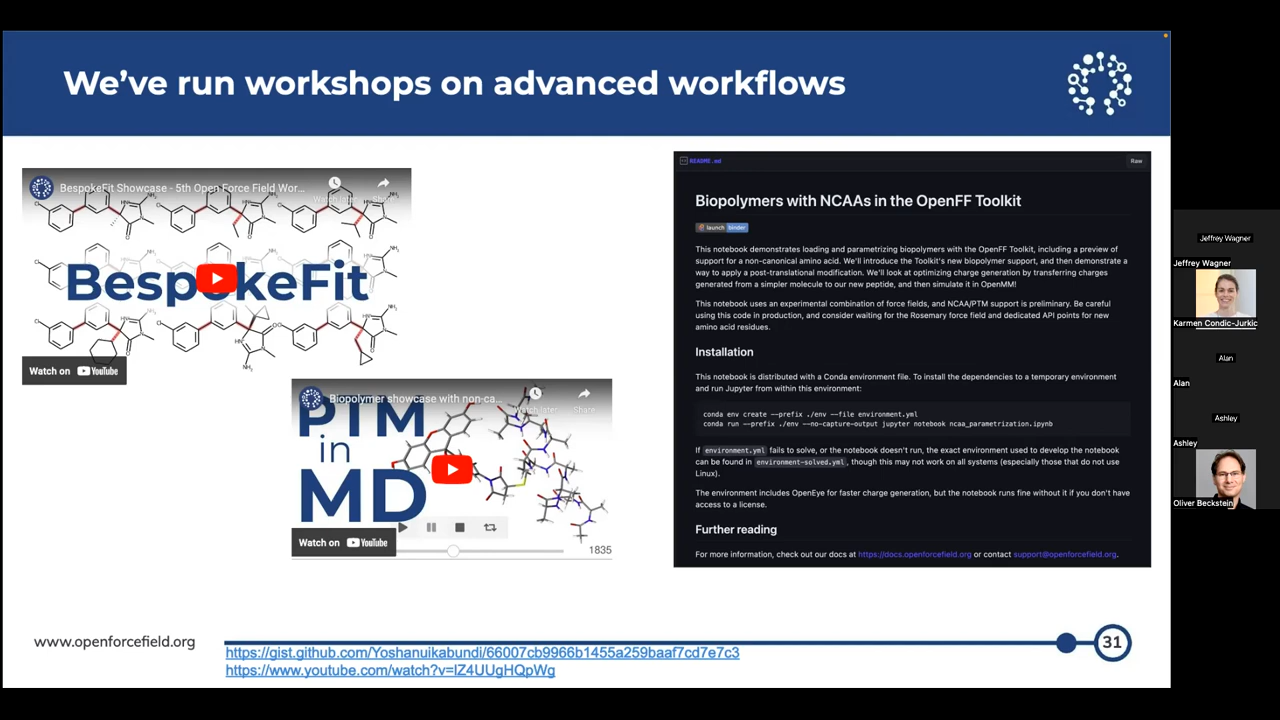 We've run workshops on advanced workflows
BespokeFit Showcase - 5th Open Force Field Wor...
Watch later
BespokeFit
Watch on YouTube
Biopolymer showcase with non-ca...
Watch later
Share
PTM
in
MD
Watch on YouTube
1835
README.md
Raw
Biopolymers with NCAAs in the OpenFF Toolkit
launch binder
This notebook demonstrates loading and parametrizing biopolymers with the OpenFF Toolkit, including a preview of
support for a non-canonical amino acid. We'll introduce the Toolkit's new biopolymer support, and then demonstrate a
way to apply a post-translational modification. We'll look at optimizing charge generation by transferring charges
generated from a simpler molecule to our new peptide, and then simulate it in OpenMM!
This notebook uses an experimental combination of force fields, and NCAA/PTM support is preliminary. Be careful
using this code in production, and consider waiting for the Rosemary force field and dedicated API points for new
amino acid residues.
Installation
This notebook is distributed with a Conda environment file. To install the dependencies to a temporary environment
and run Jupyter from within this environment:
conda env create --prefix ./env --file environment.yml
conda run --prefix ./env --no-capture-output jupyter notebook ncaa_parametrization.ipynb
If environment.yml fails to solve, or the notebook doesn't run, the exact environment used to develop the notebook
can be found in environment-solved.yml, though this may not work on all systems (especially those that do not use
Linux).
The environment includes OpenEye for faster charge generation, but the notebook runs fine without it if you don't have
access to a license.
Further reading
For more information, check out our docs at https://docs.openforcefield.org or contact support@openforcefield.org.
www.openforcefield.org
31
https://gist.github.com/Yoshanuikabundi/66007cb9966b1455a259baaf7cd7e7c3
https://www.youtube.com/watch?v=IZ4UUgHQpWg
Jeffrey Wagner
Jeffrey Wagner
Karmen Condic-Jurkic
Alan
Alan
Ashley
Ashley
Oliver Beckstein